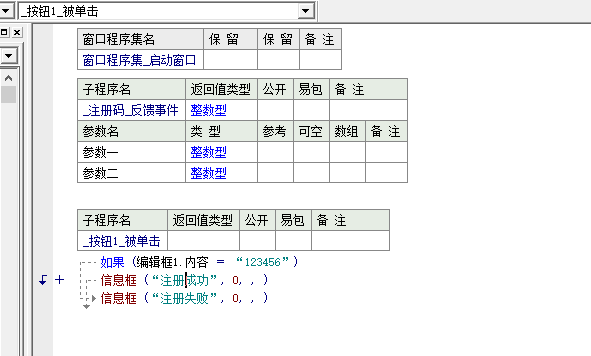 _按钮1_被单击
窗口程序集名 保 留 保 留 备 注
窗口程序集_启动窗口
子程序名 返回值类型 公开 易包 备 注
_注册码_反馈事件 整数型
参数名 类 型 参考 可空 数组 备 注
参数一 整数型
参数二 整数型
子程序名 返回值类型 公开 易包 备 注
_按钮1_被单击
如果 (编辑框1.内容 = “123456”)
信息框 (“注册成功”, 0, , )
信息框 (“注册失败”, 0, , )